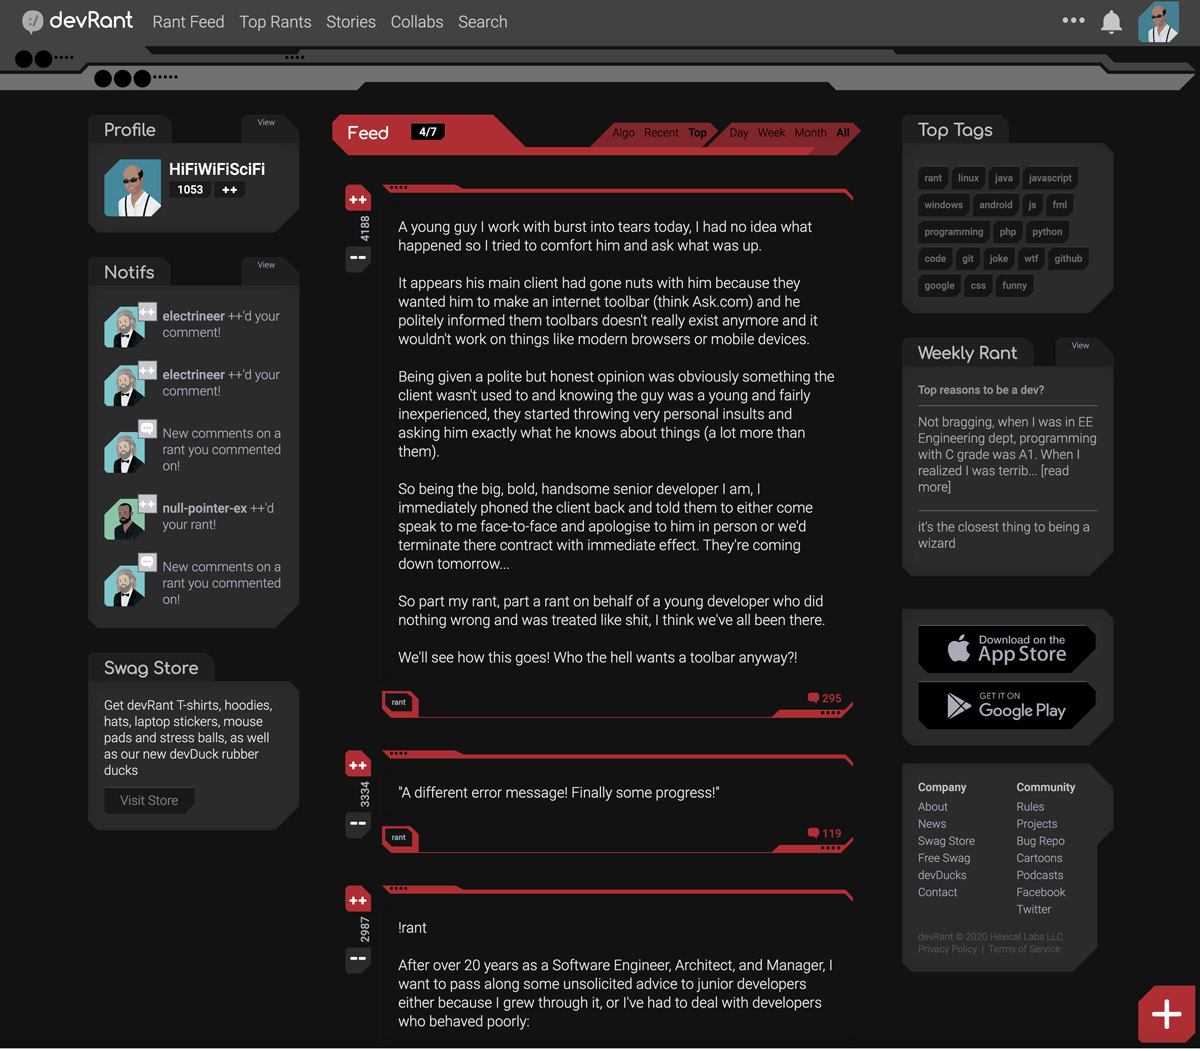 devRant Rant Feed Top Rants Stories Collabs Search
Profile
View
HiFiWiFiSciFi
1053 ++
Notifs
View
++
electrineer ++'d your
comment!
++
electrineer ++'d your
comment!
New comments on a
rant you commented
on!
++
null-pointer-ex ++'d
your rant!
New comments on a
rant you commented
on!
Swag Store
Get devRant T-shirts, hoodies,
hats, laptop stickers, mouse
pads and stress balls, as well
as our new devDuck rubber
ducks
Visit Store
Feed 4/7 Algo Recent Top Day Week Month All
++
4188
--
A young guy I work with burst into tears today, I had no idea what
happened so I tried to comfort him and ask what was up.
It appears his main client had gone nuts with him because they
wanted him to make an internet toolbar (think Ask.com) and he
politely informed them toolbars doesn't really exist anymore and it
wouldn't work on things like modern browsers or mobile devices.
Being given a polite but honest opinion was obviously something the
client wasn't used to and knowing the guy was a young and fairly
inexperienced, they started throwing very personal insults and
asking him exactly what he knows about things (a lot more than
them).
So being the big, bold, handsome senior developer I am, I
immediately phoned the client back and told them to either come
speak to me face-to-face and apologise to him in person or we'd
terminate there contract with immediate effect. They're coming
down tomorrow...
So part my rant, part a rant on behalf of a young developer who did
nothing wrong and was treated like shit, I think we've all been there.
We'll see how this goes! Who the hell wants a toolbar anyway?!
rant 295
++
3334
--
"A different error message! Finally some progress!"
rant 119
++
2987
--
!rant
After over 20 years as a Software Engineer, Architect, and Manager, I
want to pass along some unsolicited advice to junior developers
either because I grew through it, or I've had to deal with developers
who behaved poorly:
Top Tags
rant linux java javascript
windows android js fml
programming php python
code git joke wtf github
google css funny
Weekly Rant
View
Top reasons to be a dev?
Not bragging, when I was in EE
Engineering dept, programming
with C grade was A1. When I
realized I was terrib... [read
more]
it's the closest thing to being a
wizard
Download on the
App Store
GET IT ON
Google Play
Company Community
About Rules
News Projects
Swag Store Bug Repo
Free Swag Cartoons
devDucks Podcasts
Contact Facebook
Twitter
devRant © 2020 Hexical Labs LLC
Privacy Policy | Terms of Service
+